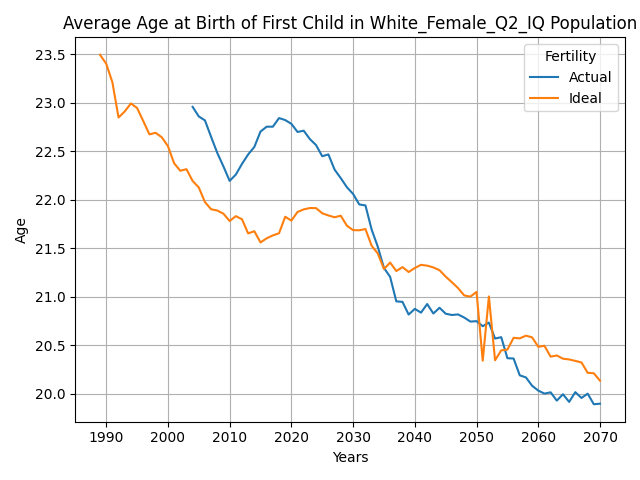 Average Age at Birth of First Child in White_Female_Q2_IQ Population
Fertility
Actual
Ideal
23.5
23.0
22.5
22.0
21.5
21.0
20.5
20.0
Age
1990 2000 2010 2020 2030 2040 2050 2060 2070
Years